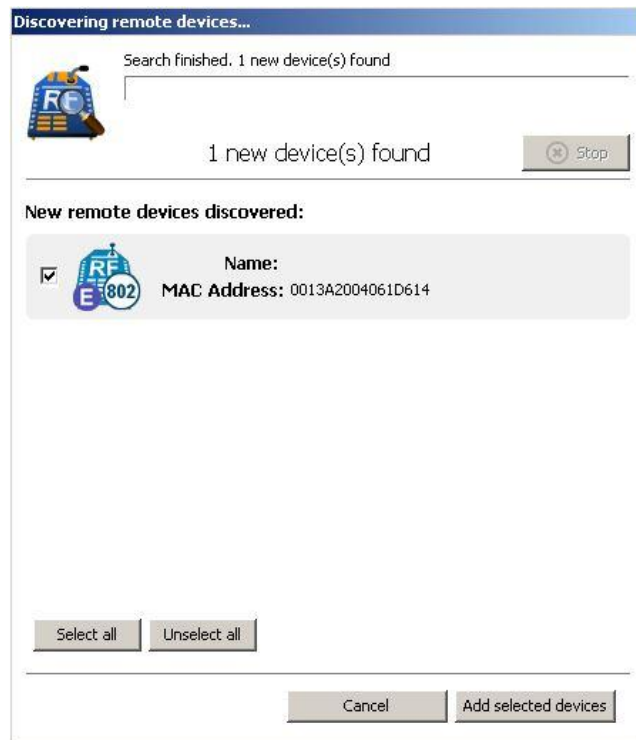 Discovering remote devices...
Search finished. 1 new device(s) found
RF
1 new device(s) found
Stop
New remote devices discovered:
RF
E 802
Name:
MAC Address: 0013A2004061D614
Select all
Unselect all
Cancel
Add selected devices